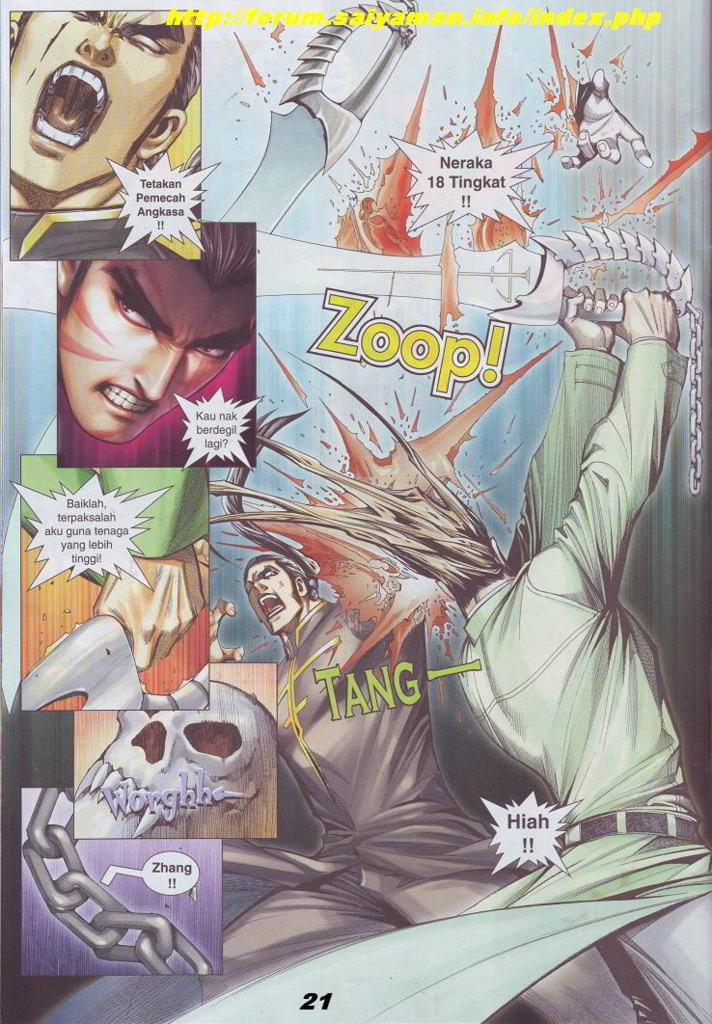 http://forum.saiyaman.info/index.php
Tetakan
Pemecah
Angkasa
!!
Neraka
18 Tingkat
!!
Zoop!
Kau nak
berdegil
lagi?
Baiklah,
terpaksalah
aku guna tenaga
yang lebih
tinggi!
TANG
Worghh
Hiah
!!
Zhang
!!
21